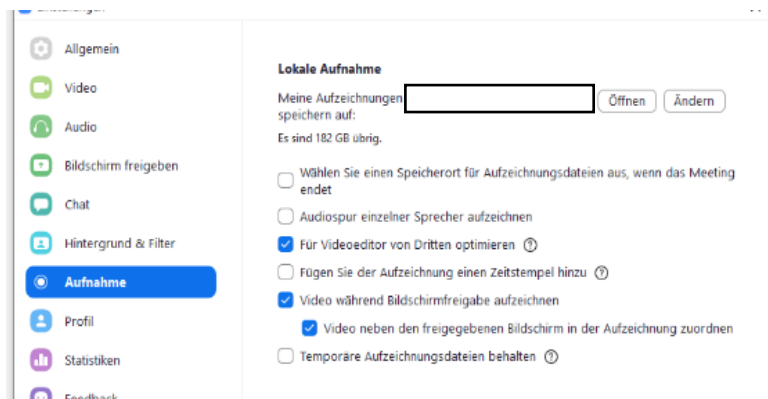 Allgemein
Video
Audio
Bildschirm freigeben
Chat
Hintergrund & Filter
Aufnahme
Profil
Statistiken
Lokale Aufnahme
Meine Aufzeichnungen
speichern auf:
Öffnen
Ändern
Es sind 182 GB übrig.
Wählen Sie einen Speicherort für Aufzeichnungsdateien aus, wenn das Meeting
endet
Audiospur einzelner Sprecher aufzeichnen
Für Videoeditor von Dritten optimieren
Fügen Sie der Aufzeichnung einen Zeitstempel hinzu
Video während Bildschirmfreigabe aufzeichnen
Video neben den freigegebenen Bildschirm in der Aufzeichnung zuordnen
Temporäre Aufzeichnungsdateien behalten